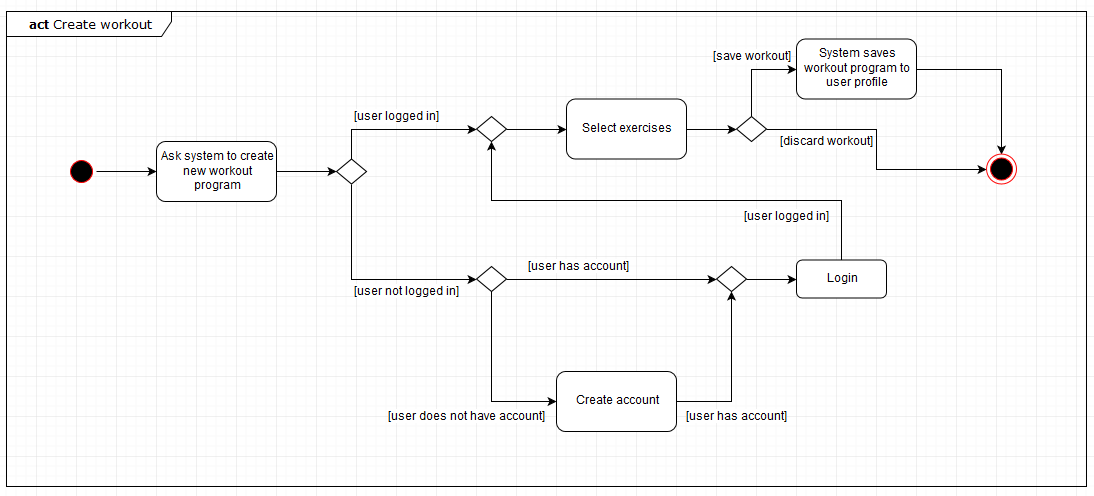 act Create workout
[save workout]
System saves
workout program to
user profile
[user logged in]
Select exercises
[discard workout]
Ask system to create
new workout
program
[user logged in]
[user has account]
Login
[user not logged in]
Create account
[user does not have account]
[user has account]